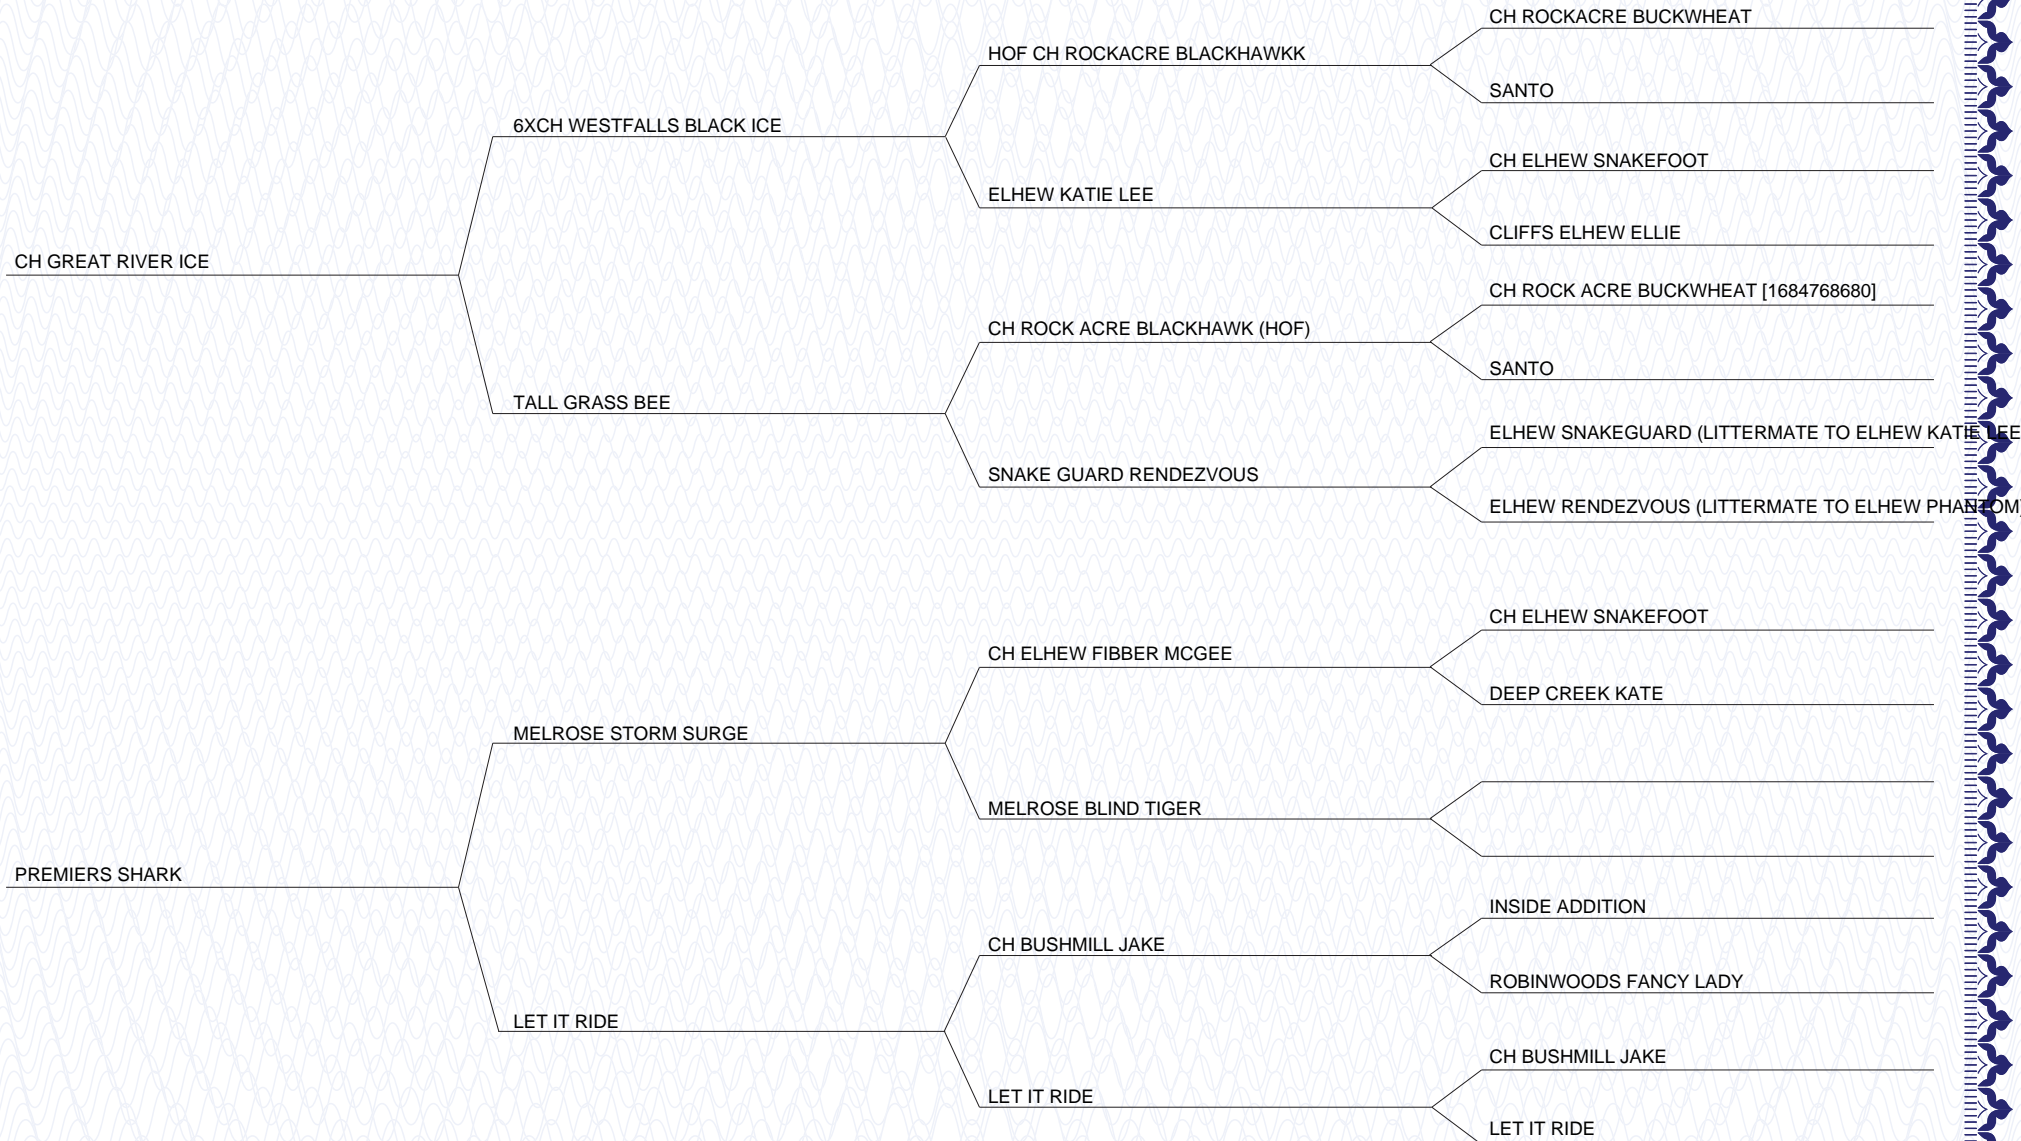 CH ROCKACRE BUCKWHEAT
HOF CH ROCKACRE BLACKHAWKK
SANTO
6XCH WESTFALLS BLACK ICE
CH ELHEW SNAKEFOOT
ELHEW KATIE LEE
CLIFFS ELHEW ELLIE
CH GREAT RIVER ICE
CH ROCK ACRE BUCKWHEAT [1684768680]
CH ROCK ACRE BLACKHAWK (HOF)
SANTO
TALL GRASS BEE
ELHEW SNAKEGUARD (LITTERMATE TO ELHEW KATIE LEE
SNAKE GUARD RENDEZVOUS
ELHEW RENDEZVOUS (LITTERMATE TO ELHEW PHANTOM)
CH ELHEW SNAKEFOOT
CH ELHEW FIBBER MCGEE
DEEP CREEK KATE
MELROSE STORM SURGE
MELROSE BLIND TIGER
PREMIERS SHARK
INSIDE ADDITION
CH BUSHMILL JAKE
ROBINWOODS FANCY LADY
LET IT RIDE
CH BUSHMILL JAKE
LET IT RIDE
LET IT RIDE